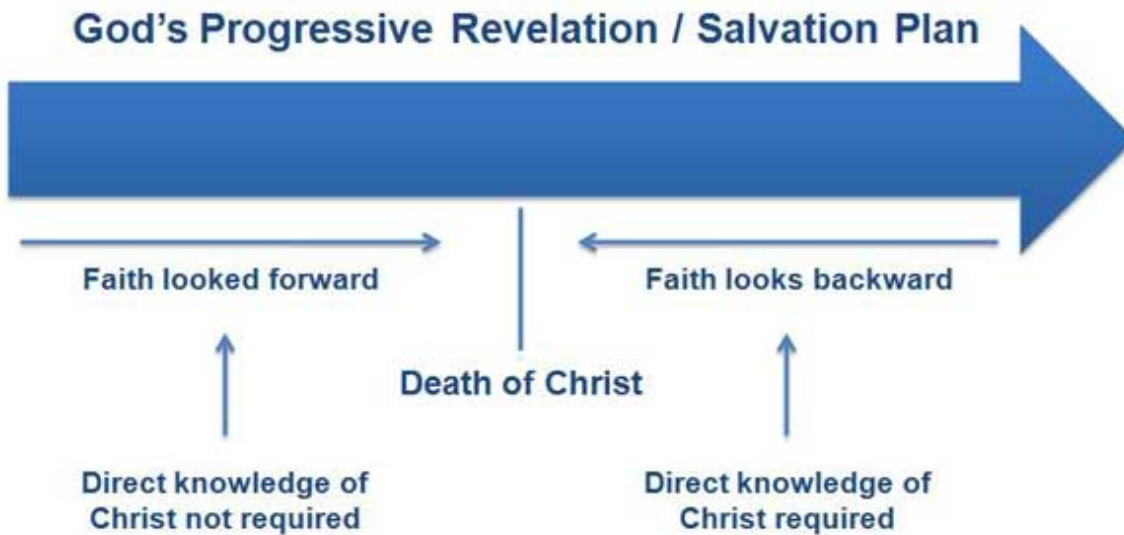 God's Progressive Revelation / Salvation Plan
Faith looked forward
Faith looks backward
Death of Christ
Direct knowledge of
Christ not required
Direct knowledge of
Christ required